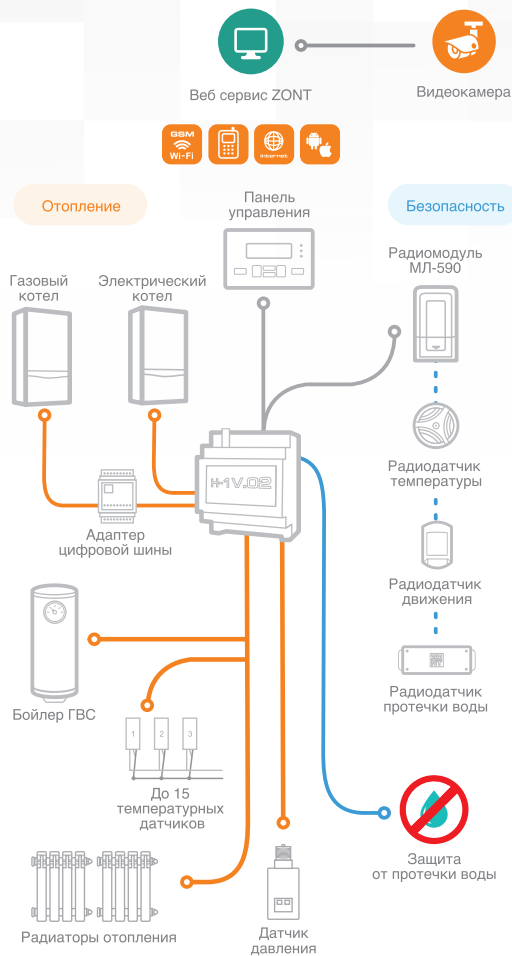 Веб сервис ZONT
Видеокамера
GSM
Wi-Fi
Internet
Отопление
Панель
управления
Безопасность
Радиомодуль
МЛ-590
Газовый
котел
Электрический
котел
H-1V.02
Радиодатчик
температуры
Адаптер
цифровой шины
Радиодатчик
движения
Бойлер ГВС
Радиодатчик
протечки воды
1 2 3
До 15
температурных
датчиков
Защита
от протечки воды
Радиаторы отопления
Датчик
давления